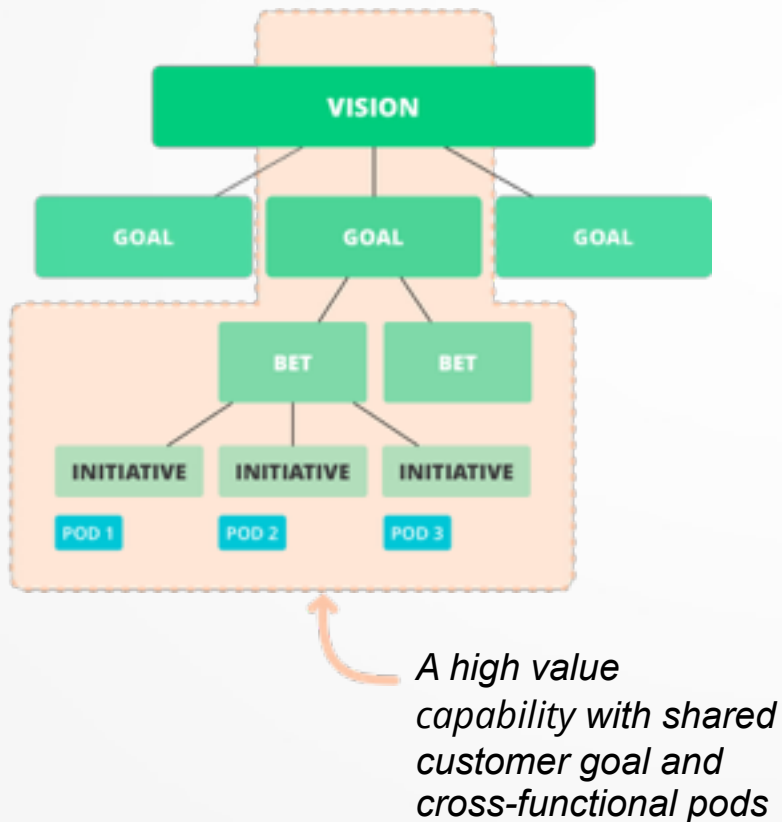 VISION
GOAL GOAL GOAL
BET BET
INITIATIVE INITIATIVE INITIATIVE
POD 1 POD 2 POD 3
A high value
capability with shared
customer goal and
cross-functional pods